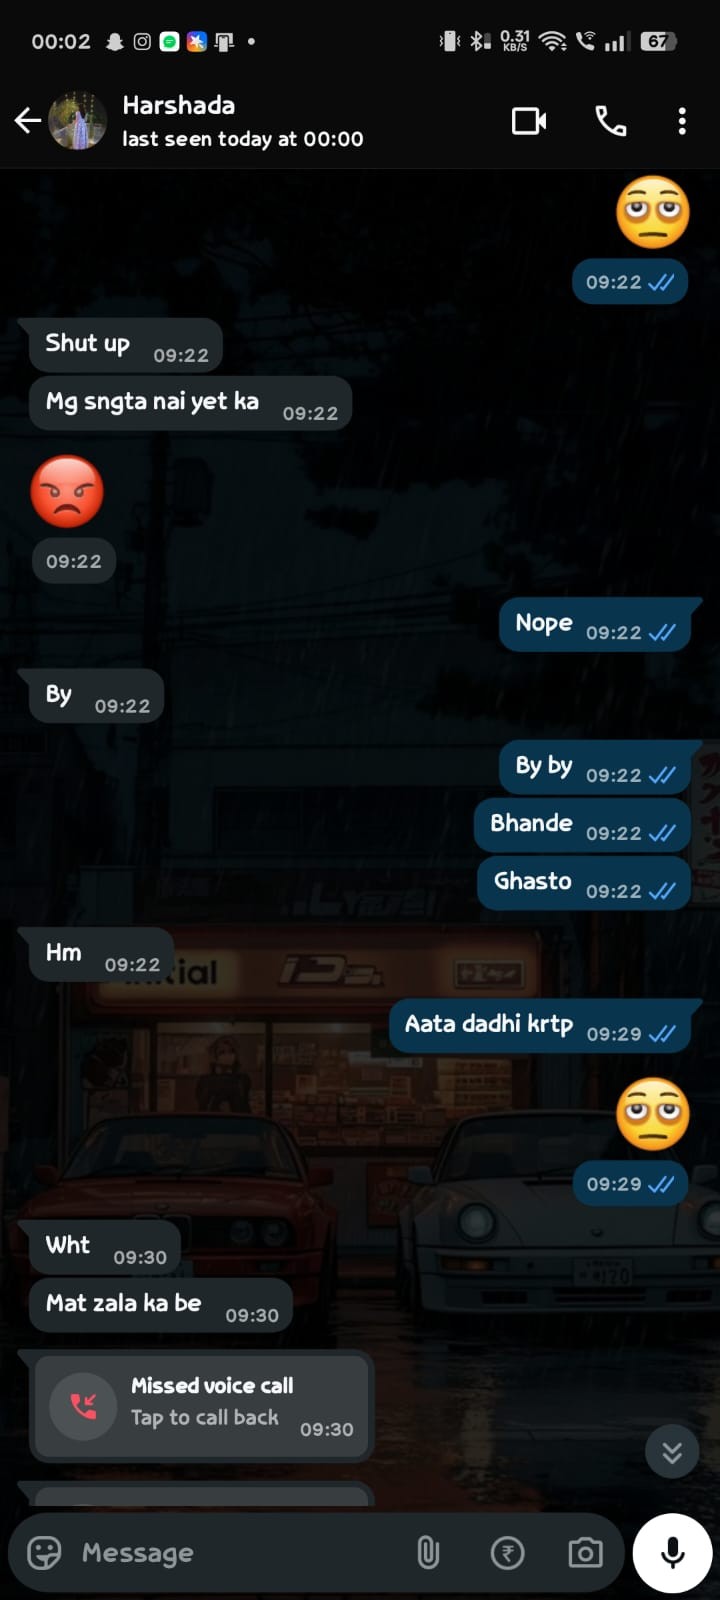 00:02
0.31
KB/S
67
Harshada
last seen today at 00:00
09:22
Shut up 09:22
Mg sngta nai yet ka 09:22
09:22
Nope 09:22
By 09:22
By by 09:22
Bhande 09:22
Ghasto 09:22
Hm 09:22
Aata dadhi krtp 09:29
09:29
Wht 09:30
Mat zala ka be 09:30
Missed voice call
Tap to call back 09:30
Message